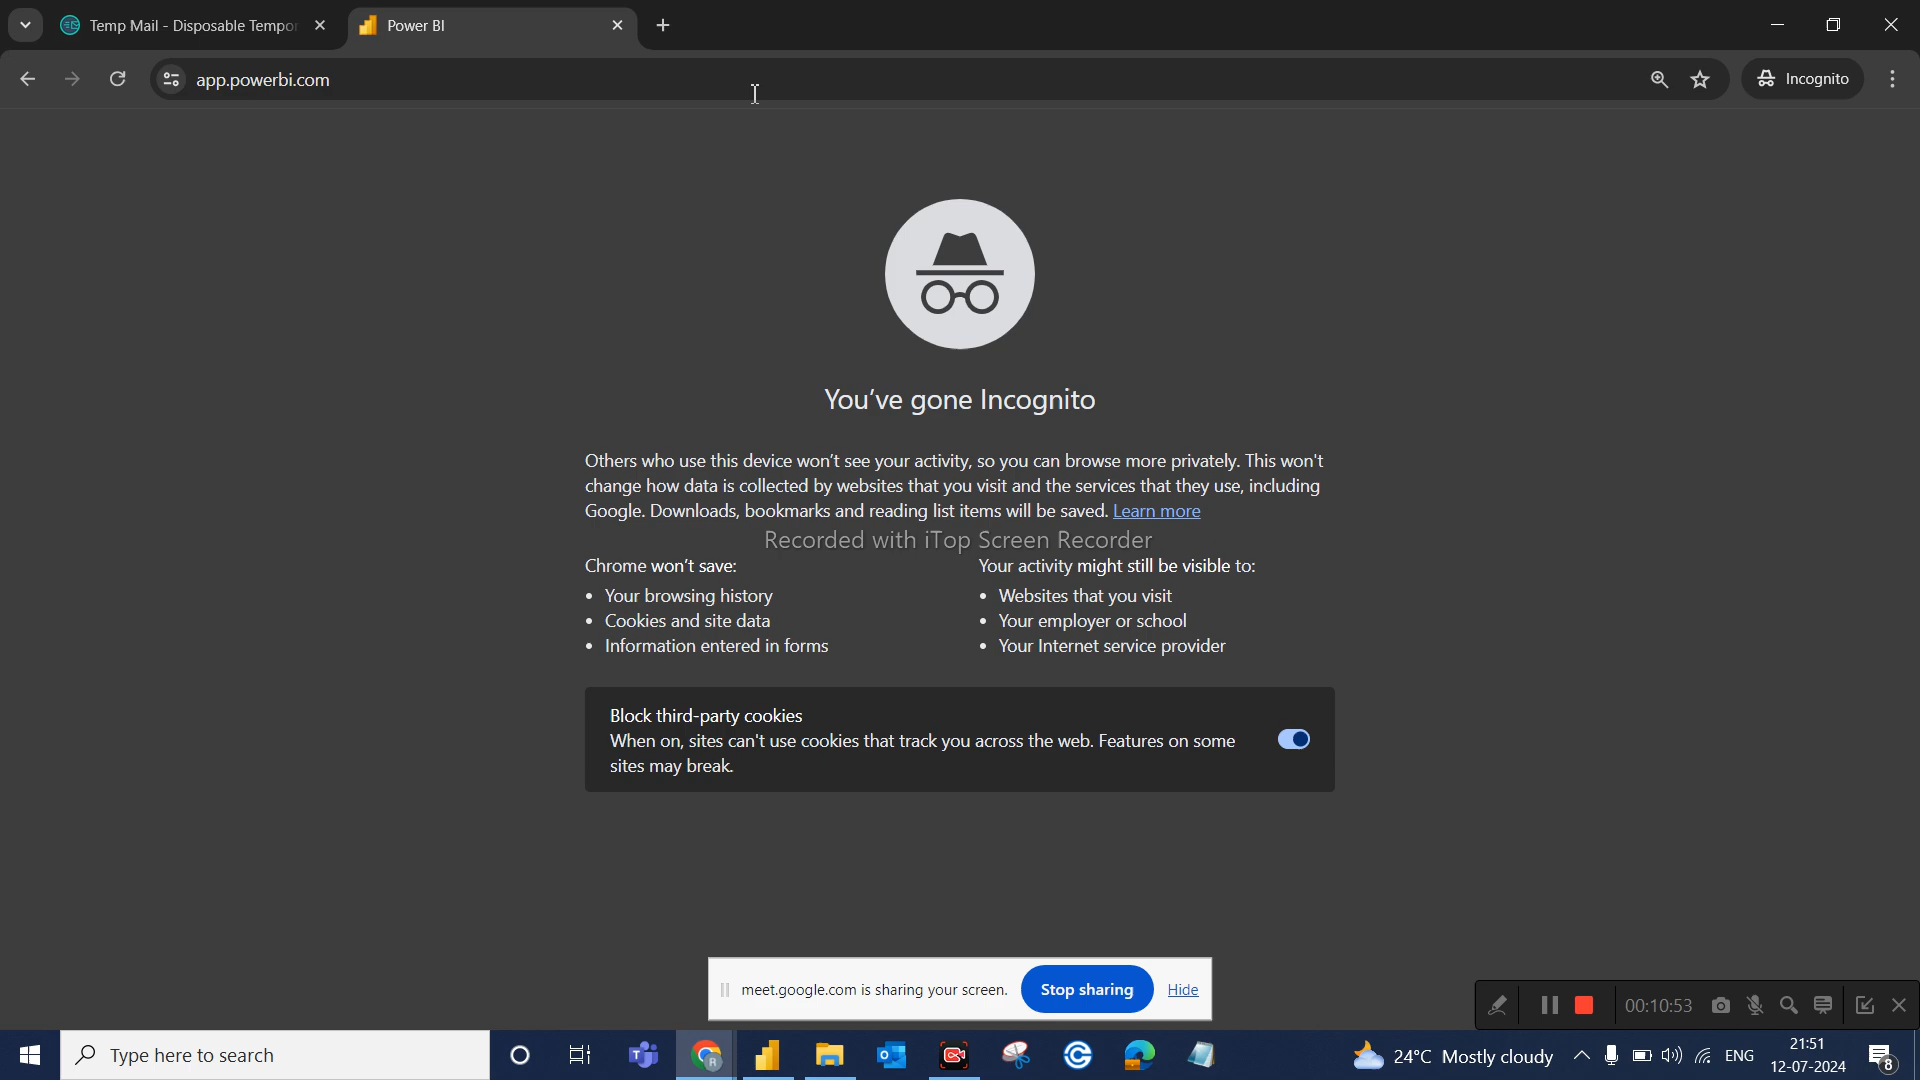 Temp Mail - Disposable Tempor
Power BI
app.powerbi.com
Incognito
You've gone Incognito
Others who use this device won't see your activity, so you can browse more privately. This won't
change how data is collected by websites that you visit and the services that they use, including
Google. Downloads, bookmarks and reading list items will be saved. Learn more
Recorded with iTop Screen Recorder
Chrome won't save:
• Your browsing history
• Cookies and site data
• Information entered in forms
Your activity might still be visible to:
• Websites that you visit
• Your employer or school
• Your Internet service provider
Block third-party cookies
When on, sites can't use cookies that track you across the web. Features on some
sites may break.
meet.google.com is sharing your screen.
Stop sharing
Hide
00:10:53
Type here to search
24°C Mostly cloudy
ENG
21:51
12-07-2024
8